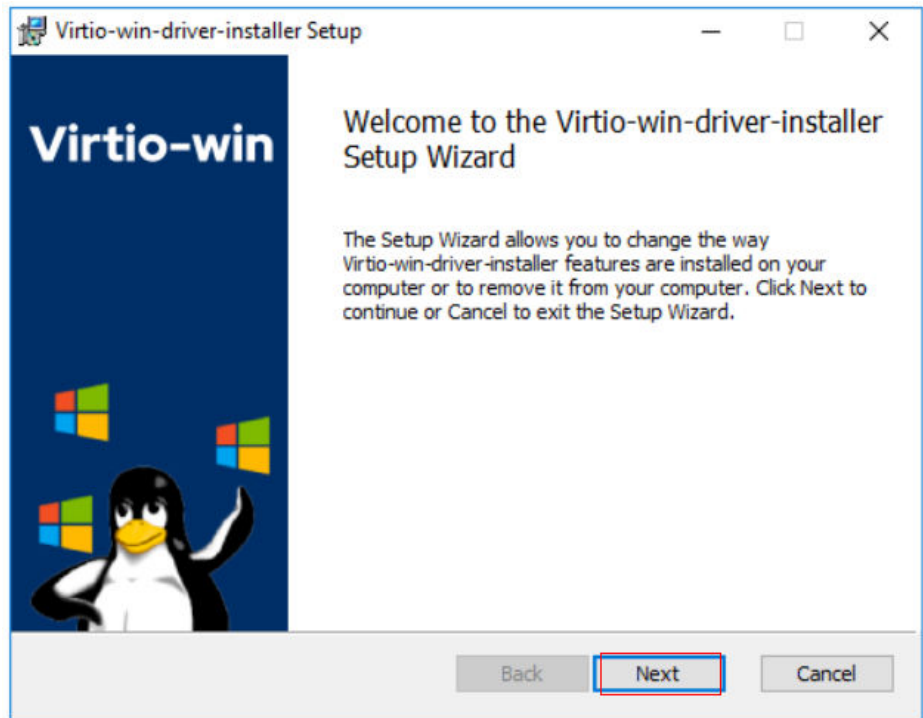 Virtio-win-driver-installer Setup
Virtio-win
Welcome to the Virtio-win-driver-installer
Setup Wizard
The Setup Wizard allows you to change the way
Virtio-win-driver-installer features are installed on your
computer or to remove it from your computer. Click Next to
continue or Cancel to exit the Setup Wizard.
Back Next Cancel